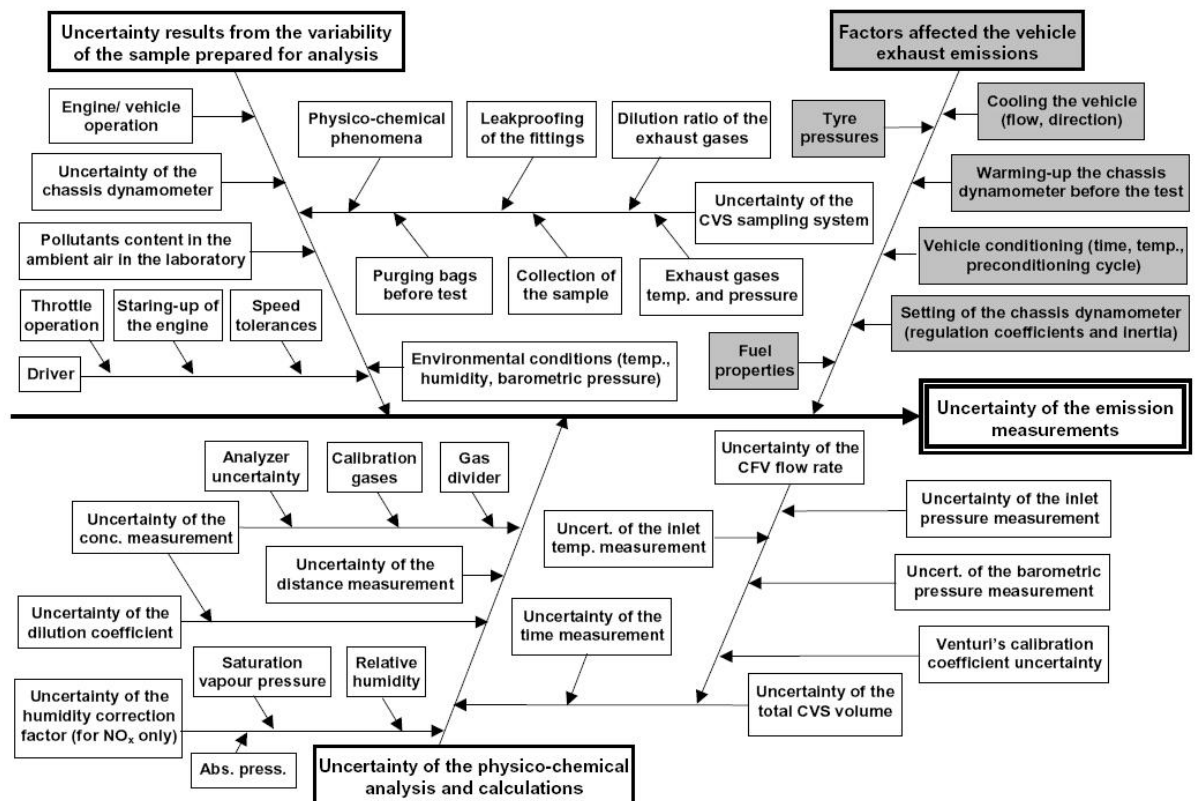 Uncertainty results from the variability
of the sample prepared for analysis
Factors affected the vehicle
exhaust emissions
Engine/ vehicle
operation
Physico-chemical
phenomena
Leakproofing
of the fittings
Dilution ratio of the
exhaust gases
Tyre
pressures
Cooling the vehicle
(flow, direction)
Uncertainty of the
chassis dynamometer
Warming-up the chassis
dynamometer before the test
Uncertainty of the
CVS sampling system
Pollutants content in the
ambient air in the laboratory
Purging bags
before test
Collection of
the sample
Exhaust gases
temp. and pressure
Vehicle conditioning (time, temp.,
preconditioning cycle)
Throttle
operation
Staring-up of
the engine
Speed
tolerances
Setting of the chassis dynamometer
(regulation coefficients and inertia)
Driver
Environmental conditions (temp.,
humidity, barometric pressure)
Fuel
properties
Uncertainty of the emission
measurements
Analyzer
uncertainty
Calibration
gases
Gas
divider
Uncertainty of the
CFV flow rate
Uncertainty of the
conc. measurement
Uncert. of the inlet
temp. measurement
Uncertainty of the inlet
pressure measurement
Uncertainty of the
distance measurement
Uncert. of the barometric
pressure measurement
Uncertainty of the
dilution coefficient
Uncertainty of the
time measurement
Venturi's calibration
coefficient uncertainty
Saturation
vapour pressure
Relative
humidity
Uncertainty of the
humidity correction
factor (for NOx only)
Uncertainty of the
total CVS volume
Abs. press.
Uncertainty of the physico-chemical
analysis and calculations